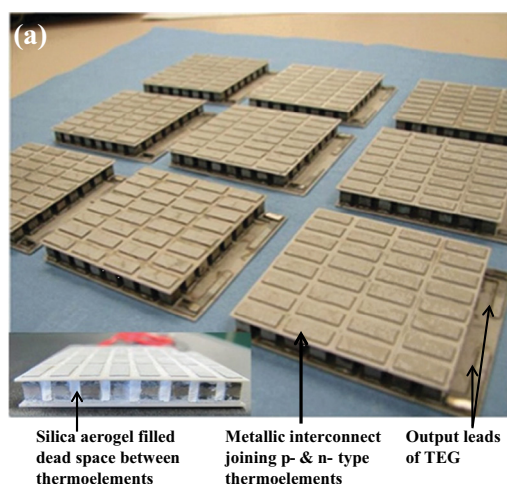 (a)
Silica aerogel filled
dead space between
thermoelements
Metallic interconnect
joining p- & n- type
thermoelements
Output leads
of TEG